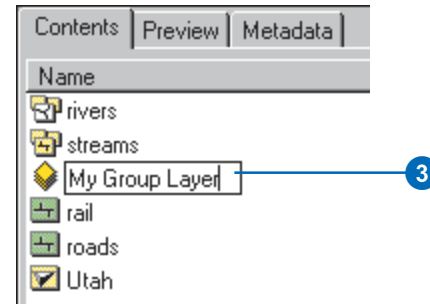 Contents Preview Metadata
Name
rivers
streams
My Group Layer 3
rail
roads
Utah